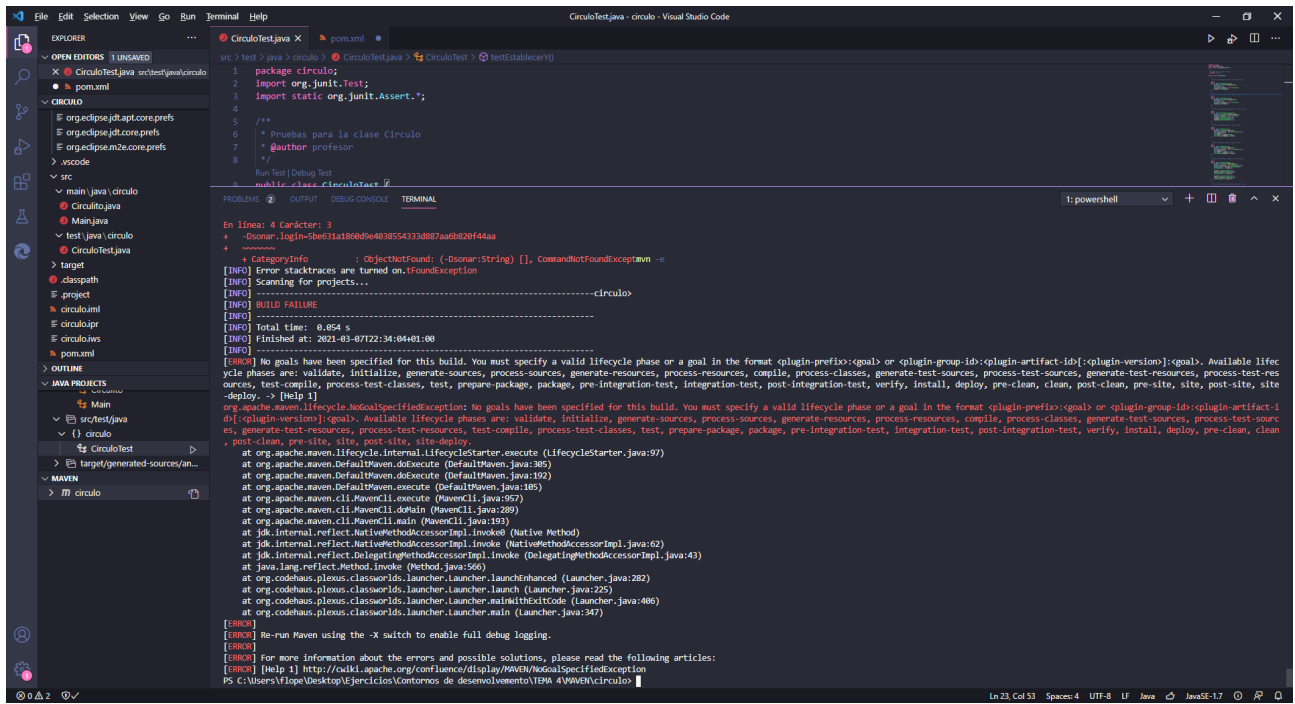 File Edit Selection View Go Run Terminal Help
CirculoTest.java - circulo - Visual Studio Code
EXPLORER
OPEN EDITORS 1 UNSAVED
CirculoTest.java src\test\java\circulo
pom.xml
CIRCULO
org.eclipse.jdt.apt.core.prefs
org.eclipse.jdt.core.prefs
org.eclipse.m2e.core.prefs
.vscode
src
main\java\circulo
Circulito.java
Main.java
test\java\circulo
CirculoTest.java
target
.classpath
.project
circulo.iml
circulo.ipr
circulo.iws
pom.xml
OUTLINE
JAVA PROJECTS
Circulito
Main
src/test/java
{} circulo
CirculoTest
target/generated-sources/an...
MAVEN
circulo
CirculoTest.java pom.xml
src > test > java > circulo > CirculoTest.java > CirculoTest > testEstablecerY()
1 package circulo;
2 import org.junit.Test;
3 import static org.junit.Assert.*;
4
5 /**
6 * Pruebas para la clase Circulo
7 * @author profesor
8 */
Run Test | Debug Test
9 public class CirculoTest {
PROBLEMS 2 OUTPUT DEBUG CONSOLE TERMINAL 1: powershell
En línea: 4 Carácter: 3
+ -Dsonar.login=5be631a1860d9e4038554333d887aa6b820f44aa
+ ~~~~~~~
+ CategoryInfo : ObjectNotFound: (-Dsonar:String) [], CommandNotFoundExceptmvn -e
[INFO] Error stacktraces are turned on.tFoundException
[INFO] Scanning for projects...
[INFO] ------------------------------------------------------------------------circulo>
[INFO] BUILD FAILURE
[INFO] ------------------------------------------------------------------------
[INFO] Total time: 0.054 s
[INFO] Finished at: 2021-03-07T22:34:04+01:00
[INFO] ------------------------------------------------------------------------
[ERROR] No goals have been specified for this build. You must specify a valid lifecycle phase or a goal in the format <plugin-prefix>:<goal> or <plugin-group-id>:<plugin-artifact-id>[:<plugin-version>]:<goal>. Available lifec
ycle phases are: validate, initialize, generate-sources, process-sources, generate-resources, process-resources, compile, process-classes, generate-test-sources, process-test-sources, generate-test-resources, process-test-res
ources, test-compile, process-test-classes, test, prepare-package, package, pre-integration-test, integration-test, post-integration-test, verify, install, deploy, pre-clean, clean, post-clean, pre-site, site, post-site, site
-deploy. -> [Help 1]
org.apache.maven.lifecycle.NoGoalSpecifiedException: No goals have been specified for this build. You must specify a valid lifecycle phase or a goal in the format <plugin-prefix>:<goal> or <plugin-group-id>:<plugin-artifact-i
d>[:<plugin-version>]:<goal>. Available lifecycle phases are: validate, initialize, generate-sources, process-sources, generate-resources, process-resources, compile, process-classes, generate-test-sources, process-test-sourc
es, generate-test-resources, process-test-resources, test-compile, process-test-classes, test, prepare-package, package, pre-integration-test, integration-test, post-integration-test, verify, install, deploy, pre-clean, clean
, post-clean, pre-site, site, post-site, site-deploy.
at org.apache.maven.lifecycle.internal.LifecycleStarter.execute (LifecycleStarter.java:97)
at org.apache.maven.DefaultMaven.doExecute (DefaultMaven.java:305)
at org.apache.maven.DefaultMaven.doExecute (DefaultMaven.java:192)
at org.apache.maven.DefaultMaven.execute (DefaultMaven.java:105)
at org.apache.maven.cli.MavenCli.execute (MavenCli.java:957)
at org.apache.maven.cli.MavenCli.doMain (MavenCli.java:289)
at org.apache.maven.cli.MavenCli.main (MavenCli.java:193)
at jdk.internal.reflect.NativeMethodAccessorImpl.invoke0 (Native Method)
at jdk.internal.reflect.NativeMethodAccessorImpl.invoke (NativeMethodAccessorImpl.java:62)
at jdk.internal.reflect.DelegatingMethodAccessorImpl.invoke (DelegatingMethodAccessorImpl.java:43)
at java.lang.reflect.Method.invoke (Method.java:566)
at org.codehaus.plexus.classworlds.launcher.Launcher.launchEnhanced (Launcher.java:282)
at org.codehaus.plexus.classworlds.launcher.Launcher.launch (Launcher.java:225)
at org.codehaus.plexus.classworlds.launcher.Launcher.mainWithExitCode (Launcher.java:406)
at org.codehaus.plexus.classworlds.launcher.Launcher.main (Launcher.java:347)
[ERROR]
[ERROR] Re-run Maven using the -X switch to enable full debug logging.
[ERROR]
[ERROR] For more information about the errors and possible solutions, please read the following articles:
[ERROR] [Help 1] http://cwiki.apache.org/confluence/display/MAVEN/NoGoalSpecifiedException
PS C:\Users\flope\Desktop\Ejercicios\Contornos de desenvolvemento\TEMA 4\MAVEN\circulo>
0 2 Ln 23, Col 53 Spaces: 4 UTF-8 LF Java JavaSE-1.7